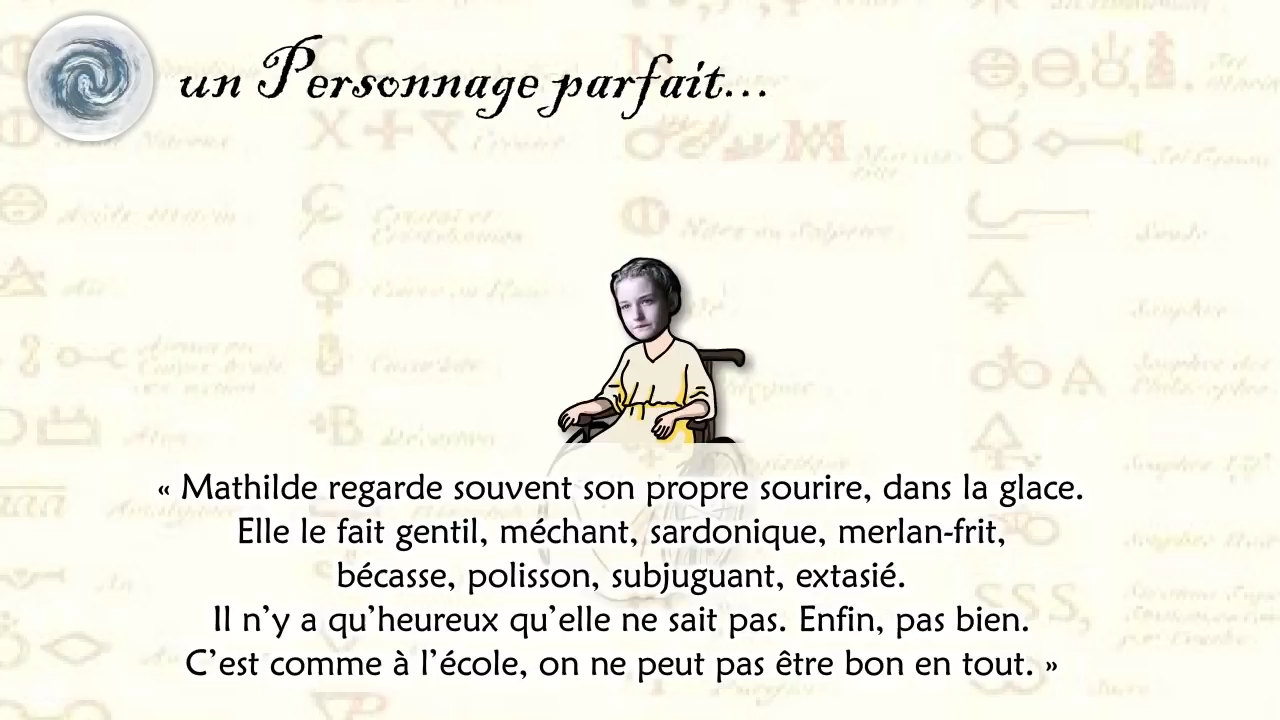 un Personnage parfait...
« Mathilde regarde souvent son propre sourire, dans la glace.
Elle le fait gentil, méchant, sardonique, merlan-frit,
bécasse, polisson, subjuguant, extasié.
Il n’y a qu’heureux qu’elle ne sait pas. Enfin, pas bien.
C’est comme à l’école, on ne peut pas être bon en tout. »